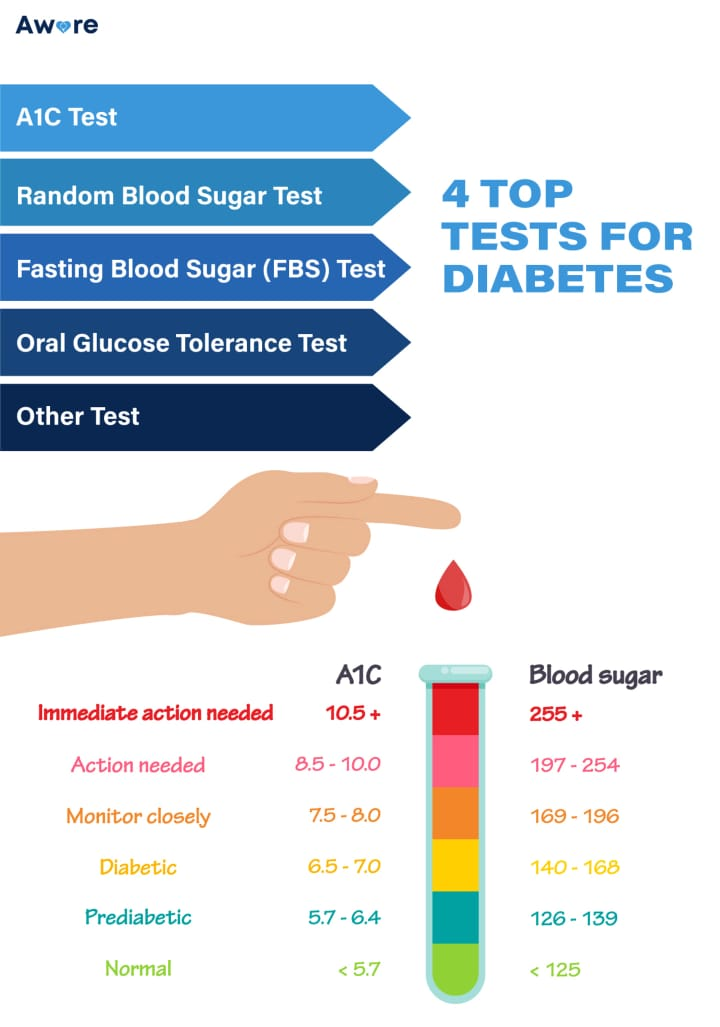 Aware
A1C Test
Random Blood Sugar Test
Fasting Blood Sugar (FBS) Test
Oral Glucose Tolerance Test
Other Test
4 TOP
TESTS FOR
DIABETES
A1C Blood sugar
Immediate action needed 10.5 + 255 +
Action needed 8.5 - 10.0 197 - 254
Monitor closely 7.5 - 8.0 169 - 196
Diabetic 6.5 - 7.0 140 - 168
Prediabetic 5.7 - 6.4 126 - 139
Normal < 5.7 < 125